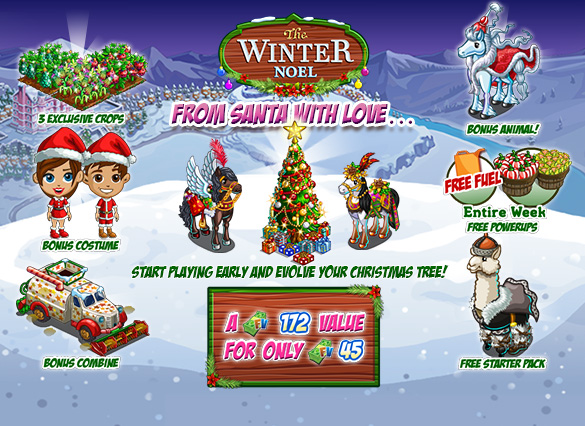 The
WINTER
NOEL
FROM SANTA WITH LOVE...
3 EXCLUSIVE CROPS
BONUS ANIMAL!
FREE FUEL
Entire Week
FREE POWERUPS
BONUS COSTUME
START PLAYING EARLY AND EVOLVE YOUR CHRISTMAS TREE!
BONUS COMBINE
A FV 172 VALUE
FOR ONLY FV 45
FREE STARTER PACK